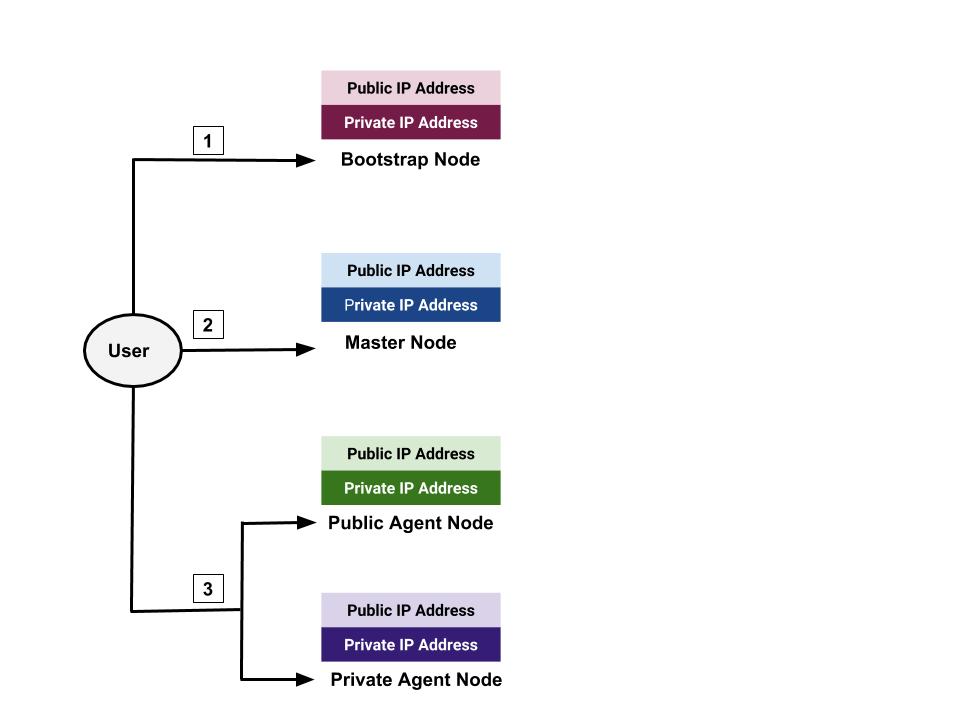 Public IP Address
Private IP Address
1
Bootstrap Node
Public IP Address
Private IP Address
2
Master Node
User
Public IP Address
Private IP Address
Public Agent Node
3
Public IP Address
Private IP Address
Private Agent Node